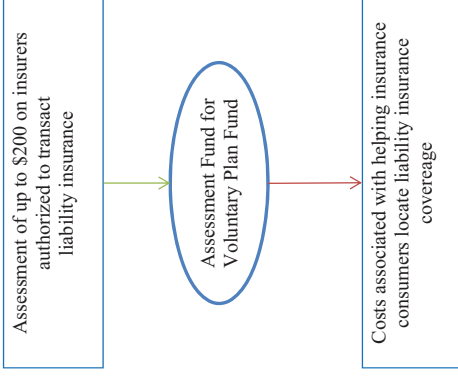 Assessment of up to $200 on insurers
authorized to transact
liability insurance
Assessment Fund for
Voluntary Plan Fund
Costs associated with helping insurance
consumers locate liability insurance
covereage